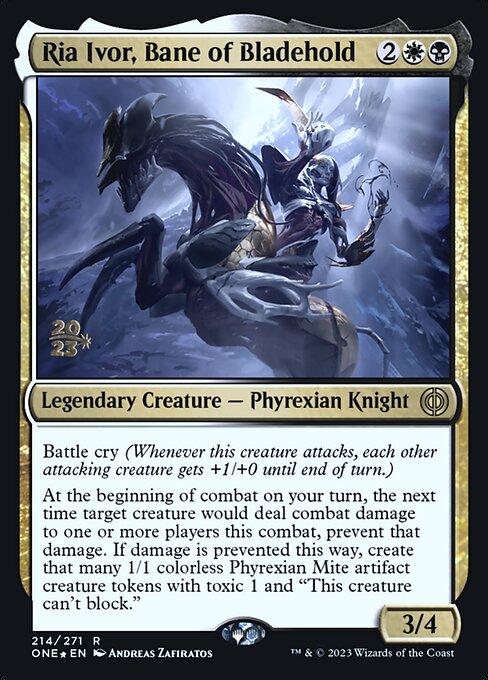 Ria Ivor, Bane of Bladehold 2
20
23
Legendary Creature — Phyrexian Knight
Battle cry (Whenever this creature attacks, each other
attacking creature gets +1/+0 until end of turn.)
At the beginning of combat on your turn, the next
time target creature would deal combat damage
to one or more players this combat, prevent that
damage. If damage is prevented this way, create
that many 1/1 colorless Phyrexian Mite artifact
creature tokens with toxic 1 and “This creature
can’t block.”
3/4
214/271 R
ONE★EN Andreas Zafiratos
™ & © 2023 Wizards of the Coast